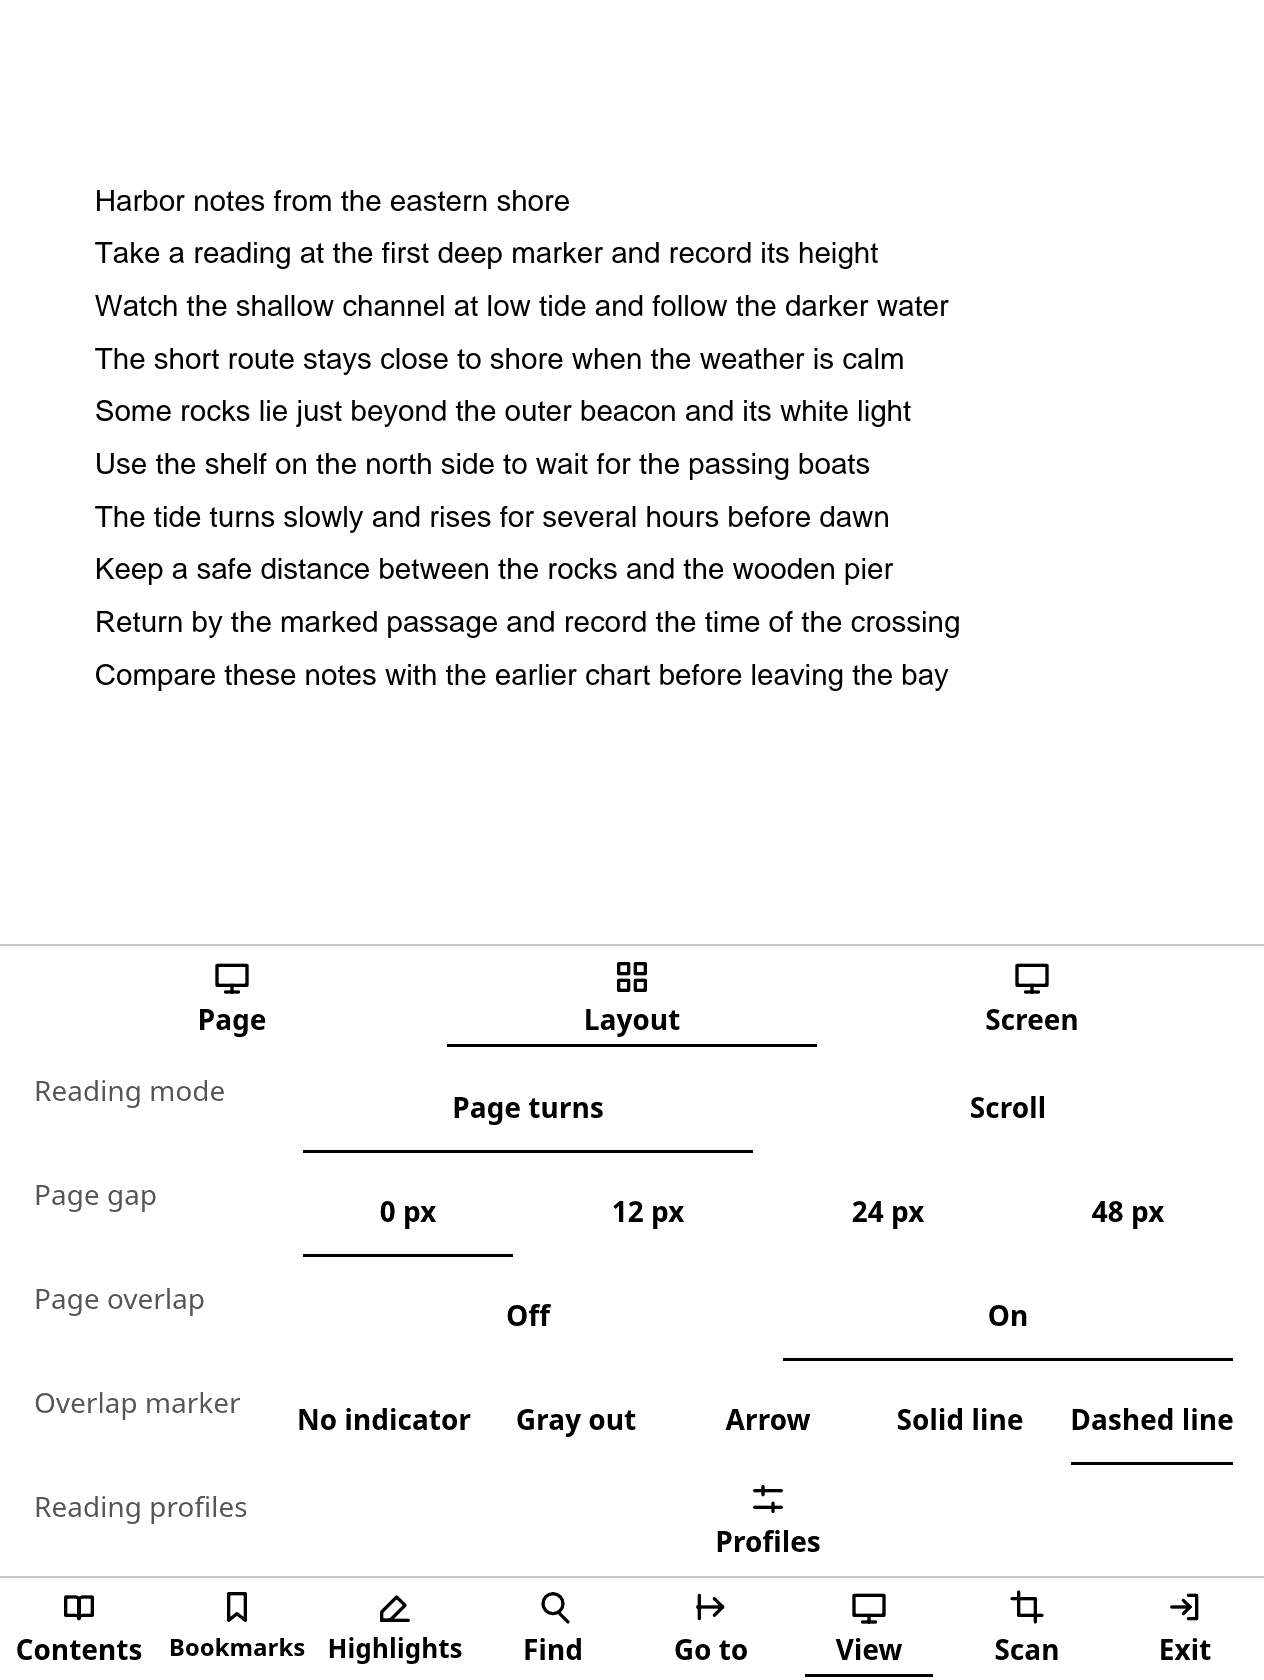 Harbor notes from the eastern shore
Take a reading at the first deep marker and record its height
Watch the shallow channel at low tide and follow the darker water
The short route stays close to shore when the weather is calm
Some rocks lie just beyond the outer beacon and its white light
Use the shelf on the north side to wait for the passing boats
The tide turns slowly and rises for several hours before dawn
Keep a safe distance between the rocks and the wooden pier
Return by the marked passage and record the time of the crossing
Compare these notes with the earlier chart before leaving the bay
Page Layout Screen
Reading mode Page turns Scroll
Page gap 0 px 12 px 24 px 48 px
Page overlap Off On
Overlap marker No indicator Gray out Arrow Solid line Dashed line
Reading profiles Profiles
Contents Bookmarks Highlights Find Go to View Scan Exit